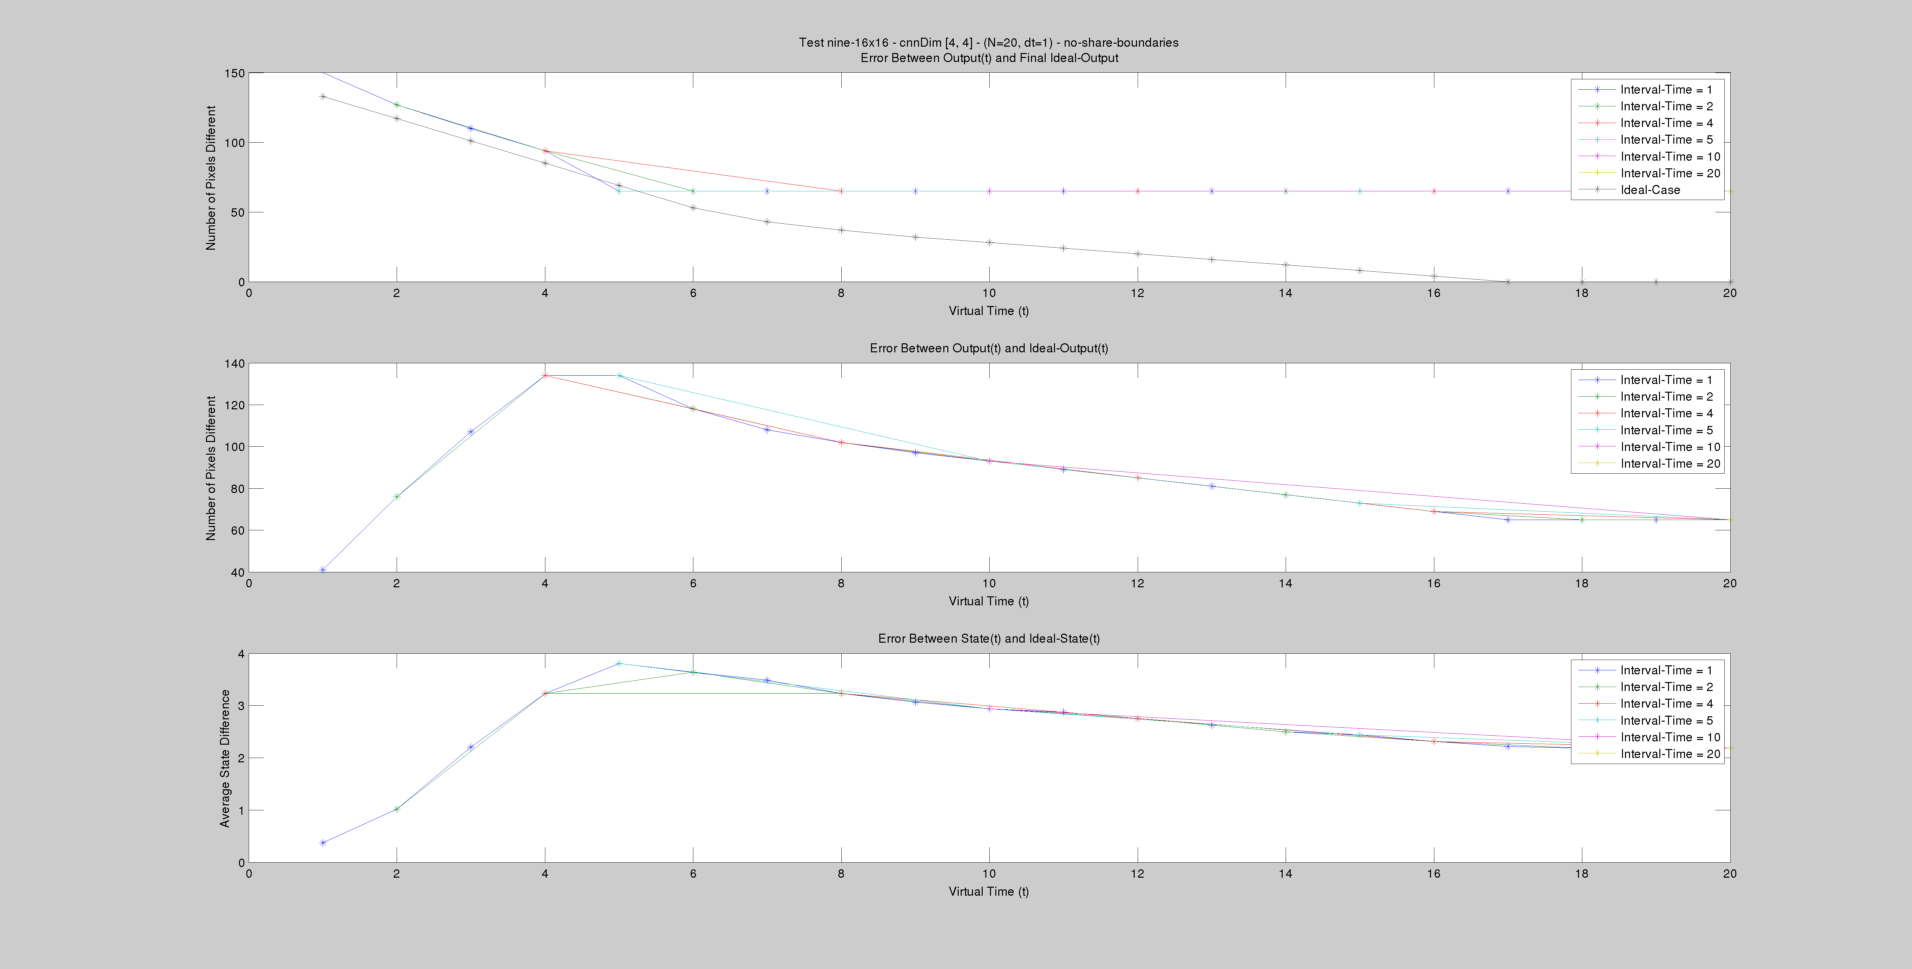 Test nine-16x16 - cnnDim [4, 4] - (N=20, dt=1) - no-share-boundaries
Error Between Output(t) and Final Ideal-Output
Number of Pixels Different
150
100
50
0
0 2 4 6 8 10 12 14 16 18 20
Virtual Time (t)
Interval-Time = 1
Interval-Time = 2
Interval-Time = 4
Interval-Time = 5
Interval-Time = 10
Interval-Time = 20
Ideal-Case
Error Between Output(t) and Ideal-Output(t)
Number of Pixels Different
140
120
100
80
60
40
0 2 4 6 8 10 12 14 16 18 20
Virtual Time (t)
Interval-Time = 1
Interval-Time = 2
Interval-Time = 4
Interval-Time = 5
Interval-Time = 10
Interval-Time = 20
Error Between State(t) and Ideal-State(t)
Average State Difference
4
3
2
1
0
0 2 4 6 8 10 12 14 16 18 20
Virtual Time (t)
Interval-Time = 1
Interval-Time = 2
Interval-Time = 4
Interval-Time = 5
Interval-Time = 10
Interval-Time = 20